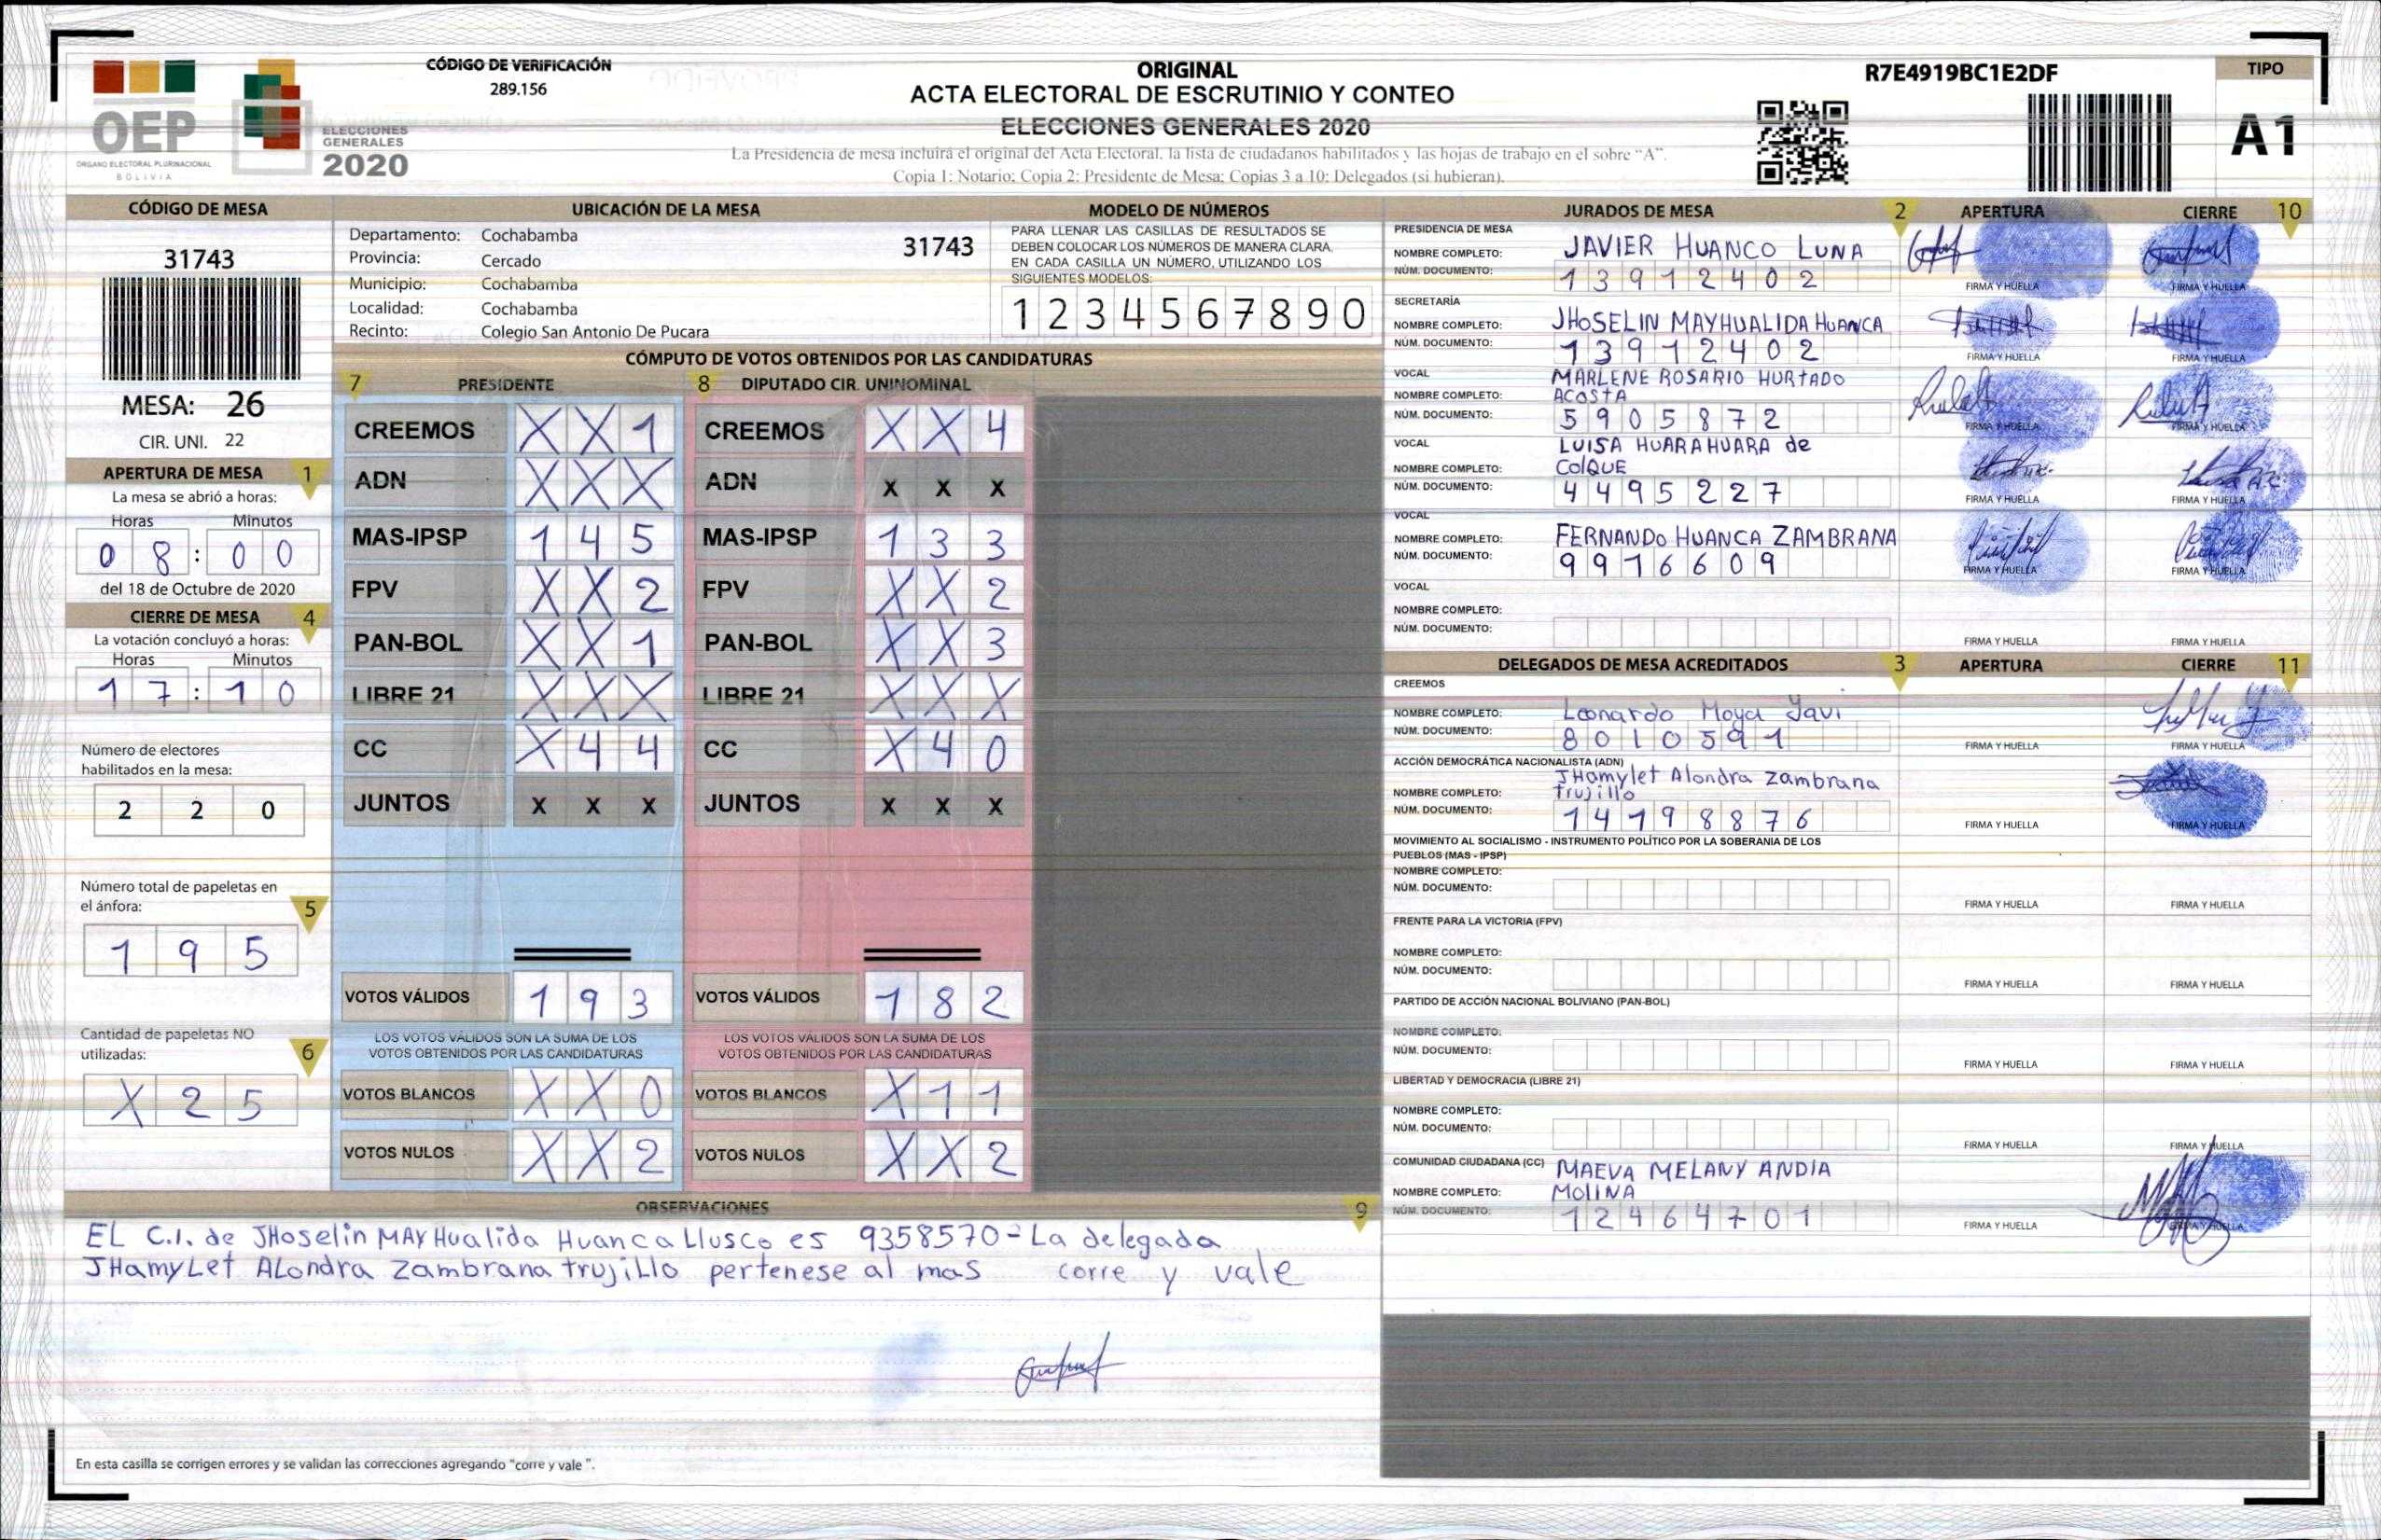 CÓDIGO DE VERIFICACIÓN
289.156
OEP
ÓRGANO ELECTORAL PLURINACIONAL
BOLIVIA
ELECCIONES
GENERALES
2020
ORIGINAL
ACTA ELECTORAL DE ESCRUTINIO Y CONTEO
ELECCIONES GENERALES 2020
La Presidencia de mesa incluirá el original del Acta Electoral, la lista de ciudadanos habilitados y las hojas de trabajo en el sobre “A”.
Copia 1: Notario; Copia 2: Presidente de Mesa; Copias 3 a 10: Delegados (si hubieran).
R7E4919BC1E2DF
TIPO
A1
CÓDIGO DE MESA
31743
MESA: 26
CIR. UNI. 22
APERTURA DE MESA 1
La mesa se abrió a horas:
Horas Minutos
0 8 : 0 0
del 18 de Octubre de 2020
CIERRE DE MESA 4
La votación concluyó a horas:
Horas Minutos
1 7 : 1 0
Número de electores
habilitados en la mesa:
2 2 0
Número total de papeletas en
el ánfora: 5
1 9 5
Cantidad de papeletas NO
utilizadas: 6
X 2 5
UBICACIÓN DE LA MESA
Departamento: Cochabamba 31743
Provincia: Cercado
Municipio: Cochabamba
Localidad: Cochabamba
Recinto: Colegio San Antonio De Pucara
MODELO DE NÚMEROS
PARA LLENAR LAS CASILLAS DE RESULTADOS SE
DEBEN COLOCAR LOS NÚMEROS DE MANERA CLARA,
EN CADA CASILLA UN NÚMERO, UTILIZANDO LOS
SIGUIENTES MODELOS:
1 2 3 4 5 6 7 8 9 0
CÓMPUTO DE VOTOS OBTENIDOS POR LAS CANDIDATURAS
7 PRESIDENTE 8 DIPUTADO CIR. UNINOMINAL
CREEMOS X X 1 CREEMOS X X 4
ADN X X X ADN X X X
MAS-IPSP 1 4 5 MAS-IPSP 1 3 3
FPV X X 2 FPV X X 2
PAN-BOL X X 1 PAN-BOL X X 3
LIBRE 21 X X X LIBRE 21 X X X
CC X 4 4 CC X 4 0
JUNTOS X X X JUNTOS X X X
VOTOS VÁLIDOS 1 9 3 VOTOS VÁLIDOS 1 8 2
LOS VOTOS VÁLIDOS SON LA SUMA DE LOS LOS VOTOS VÁLIDOS SON LA SUMA DE LOS
VOTOS OBTENIDOS POR LAS CANDIDATURAS VOTOS OBTENIDOS POR LAS CANDIDATURAS
VOTOS BLANCOS X X 0 VOTOS BLANCOS X 1 1
VOTOS NULOS X X 2 VOTOS NULOS X X 2
OBSERVACIONES 9
EL C.I. de JHoselin MAYHualida Huanca LLusco es 9358570 - La delegada
JHamyLet ALondra Zambrana trujiLLo pertenese al mas corre y vale
En esta casilla se corrigen errores y se validan las correcciones agregando “corre y vale ”.
JURADOS DE MESA 2 APERTURA CIERRE 10
PRESIDENCIA DE MESA
NOMBRE COMPLETO: JAVIER HUANCO LUNA
NÚM. DOCUMENTO: 1 3 9 1 2 4 0 2
FIRMA Y HUELLA FIRMA Y HUELLA
SECRETARÍA
NOMBRE COMPLETO: JHOSELIN MAYHUALIDA HUANCA
NÚM. DOCUMENTO: 1 3 9 1 2 4 0 2
FIRMA Y HUELLA FIRMA Y HUELLA
VOCAL
MARLENE ROSARIO HURTADO
NOMBRE COMPLETO: ACOSTA
NÚM. DOCUMENTO: 5 9 0 5 8 7 2
FIRMA Y HUELLA FIRMA Y HUELLA
VOCAL
LUISA HUARAHUARA de
NOMBRE COMPLETO: COlQUE
NÚM. DOCUMENTO: 4 4 9 5 2 2 7
FIRMA Y HUELLA FIRMA Y HUELLA
VOCAL
NOMBRE COMPLETO: FERNANDO HUANCA ZAMBRANA
NÚM. DOCUMENTO: 9 9 1 6 6 0 9
FIRMA Y HUELLA FIRMA Y HUELLA
VOCAL
NOMBRE COMPLETO:
NÚM. DOCUMENTO:
FIRMA Y HUELLA FIRMA Y HUELLA
DELEGADOS DE MESA ACREDITADOS 3 APERTURA CIERRE 11
CREEMOS
NOMBRE COMPLETO: Leonardo Moya Javi
NÚM. DOCUMENTO: 8 0 1 0 5 9 1
FIRMA Y HUELLA FIRMA Y HUELLA
ACCIÓN DEMOCRÁTICA NACIONALISTA (ADN)
JHamylet Alondra Zambrana
NOMBRE COMPLETO: trujillo
NÚM. DOCUMENTO: 1 4 1 9 8 8 7 6
FIRMA Y HUELLA FIRMA Y HUELLA
MOVIMIENTO AL SOCIALISMO - INSTRUMENTO POLÍTICO POR LA SOBERANIA DE LOS
PUEBLOS (MAS - IPSP)
NOMBRE COMPLETO:
NÚM. DOCUMENTO:
FIRMA Y HUELLA FIRMA Y HUELLA
FRENTE PARA LA VICTORIA (FPV)
NOMBRE COMPLETO:
NÚM. DOCUMENTO:
FIRMA Y HUELLA FIRMA Y HUELLA
PARTIDO DE ACCIÓN NACIONAL BOLIVIANO (PAN-BOL)
NOMBRE COMPLETO:
NÚM. DOCUMENTO:
FIRMA Y HUELLA FIRMA Y HUELLA
LIBERTAD Y DEMOCRACIA (LIBRE 21)
NOMBRE COMPLETO:
NÚM. DOCUMENTO:
FIRMA Y HUELLA FIRMA Y HUELLA
COMUNIDAD CIUDADANA (CC) MAEVA MELANY ANDIA
NOMBRE COMPLETO: MOlINA
NÚM. DOCUMENTO: 1 2 4 6 4 7 0 1
FIRMA Y HUELLA FIRMA Y HUELLA